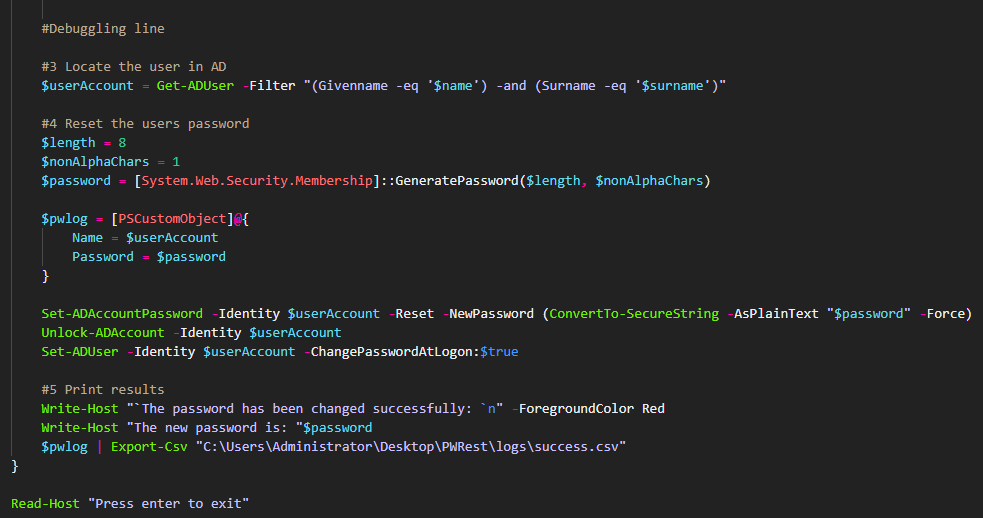 #Debuggling line
#3 Locate the user in AD
$userAccount = Get-ADUser -Filter "(Givenname -eq '$name') -and (Surname -eq '$surname')"
#4 Reset the users password
$length = 8
$nonAlphaChars = 1
$password = [System.Web.Security.Membership]::GeneratePassword($length, $nonAlphaChars)
$pwlog = [PSCustomObject]@{
Name = $userAccount
Password = $password
}
Set-ADAccountPassword -Identity $userAccount -Reset -NewPassword (ConvertTo-SecureString -AsPlainText "$password" -Force)
Unlock-ADAccount -Identity $userAccount
Set-ADUser -Identity $userAccount -ChangePasswordAtLogon:$true
#5 Print results
Write-Host "`The password has been changed successfully: `n" -ForegroundColor Red
Write-Host "The new password is: "$password
$pwlog | Export-Csv "C:\Users\Administrator\Desktop\PWRest\logs\success.csv"
}
Read-Host "Press enter to exit"